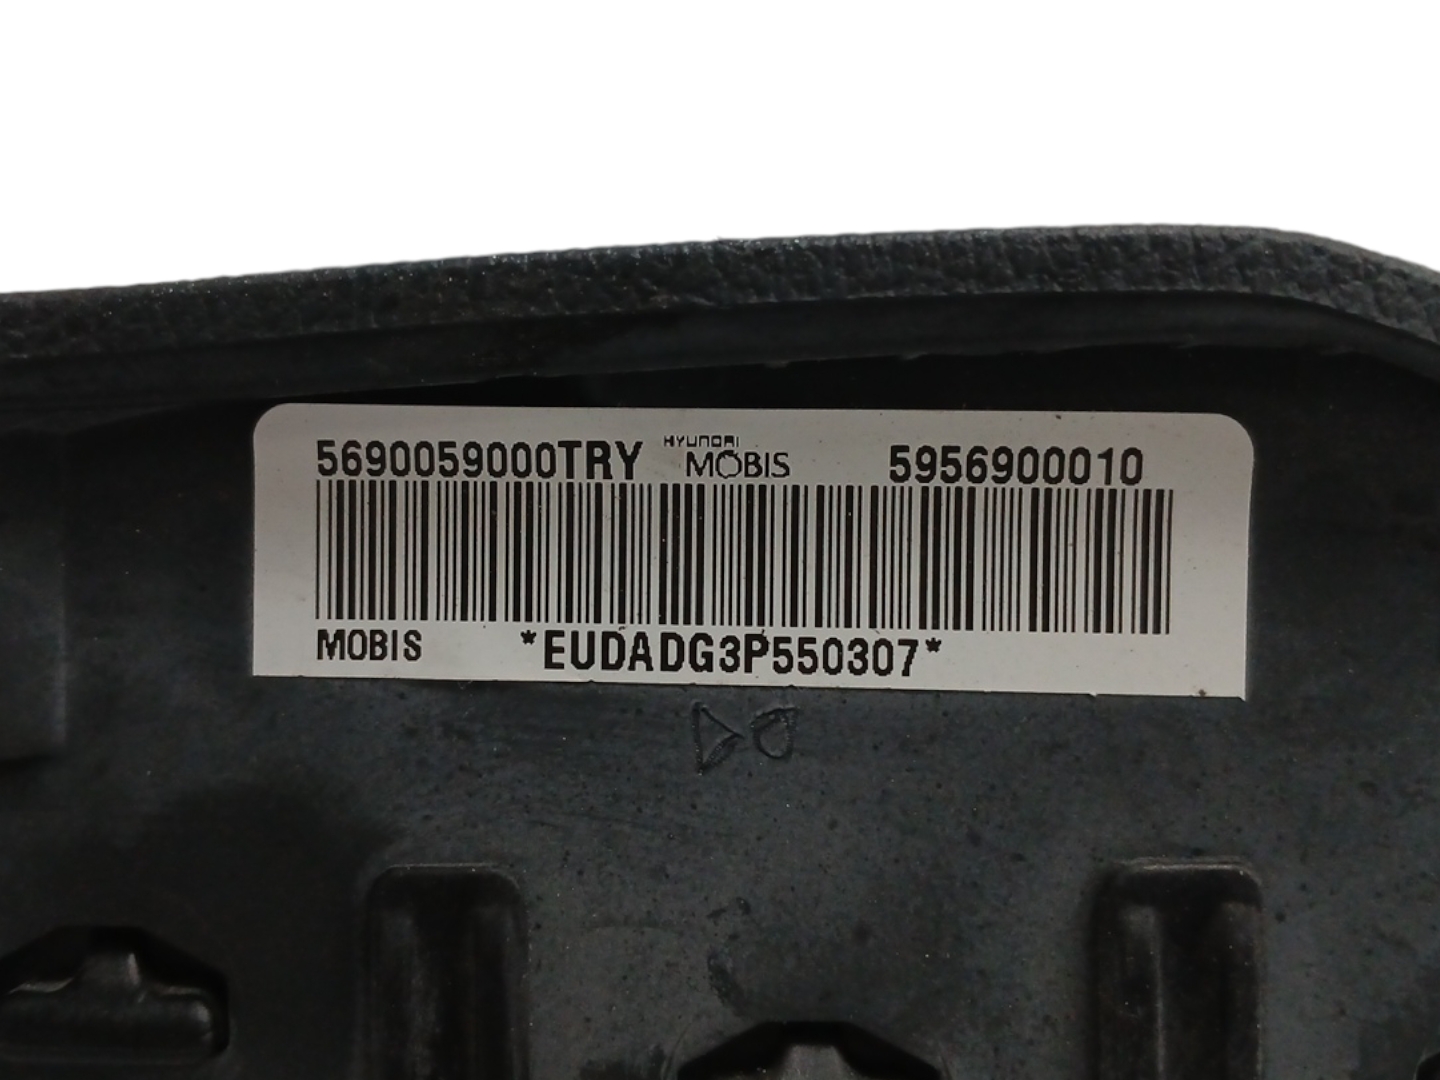 5690059000TRY HYUNDAI MOBIS 5956900010
MOBIS *EUDADG3P550307*